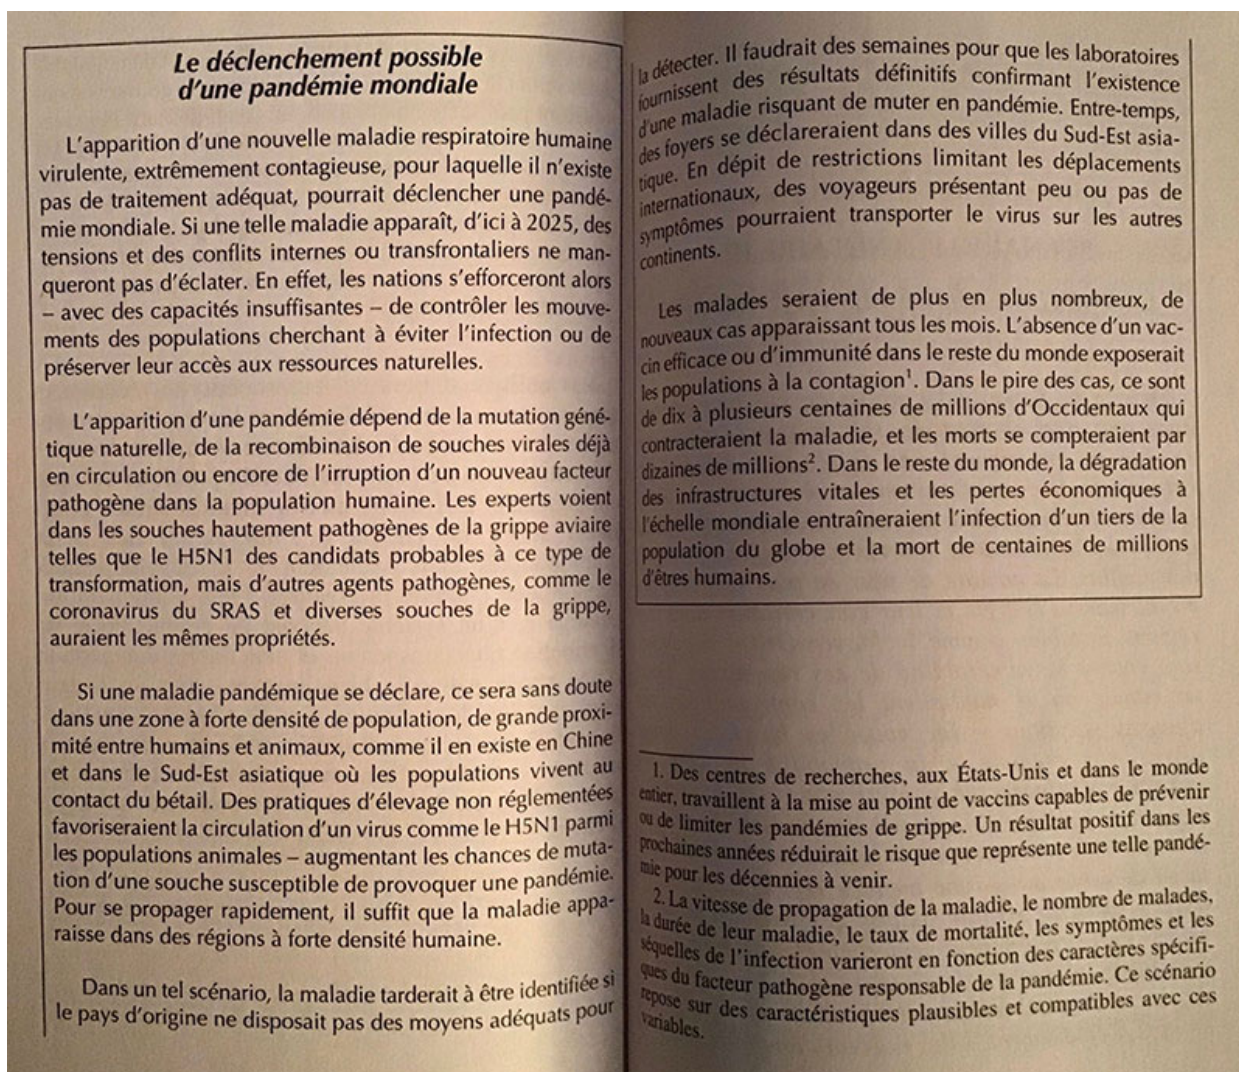 Le déclenchement possible
d'une pandémie mondiale
L'apparition d'une nouvelle maladie respiratoire humaine
virulente, extrêmement contagieuse, pour laquelle il n'existe
pas de traitement adéquat, pourrait déclencher une pandé-
mie mondiale. Si une telle maladie apparaît, d'ici à 2025, des
tensions et des conflits internes ou transfrontaliers ne man-
queront pas d'éclater. En effet, les nations s'efforceront alors
– avec des capacités insuffisantes – de contrôler les mouve-
ments des populations cherchant à éviter l'infection ou de
préserver leur accès aux ressources naturelles.
L'apparition d'une pandémie dépend de la mutation géné-
tique naturelle, de la recombinaison de souches virales déjà
en circulation ou encore de l'irruption d'un nouveau facteur
pathogène dans la population humaine. Les experts voient
dans les souches hautement pathogènes de la grippe aviaire
telles que le H5N1 des candidats probables à ce type de
transformation, mais d'autres agents pathogènes, comme le
coronavirus du SRAS et diverses souches de la grippe,
auraient les mêmes propriétés.
Si une maladie pandémique se déclare, ce sera sans doute
dans une zone à forte densité de population, de grande proxi-
mité entre humains et animaux, comme il en existe en Chine
et dans le Sud-Est asiatique où les populations vivent au
contact du bétail. Des pratiques d'élevage non réglementées
favoriseraient la circulation d'un virus comme le H5N1 parmi
les populations animales – augmentant les chances de muta-
tion d'une souche susceptible de provoquer une pandémie.
Pour se propager rapidement, il suffit que la maladie appa-
raisse dans des régions à forte densité humaine.
Dans un tel scénario, la maladie tarderait à être identifiée si
le pays d'origine ne disposait pas des moyens adéquats pour
la détecter. Il faudrait des semaines pour que les laboratoires
fournissent des résultats définitifs confirmant l'existence
d'une maladie risquant de muter en pandémie. Entre-temps,
des foyers se déclareraient dans des villes du Sud-Est asia-
tique. En dépit de restrictions limitant les déplacements
internationaux, des voyageurs présentant peu ou pas de
symptômes pourraient transporter le virus sur les autres
continents.
Les malades seraient de plus en plus nombreux, de
nouveaux cas apparaissant tous les mois. L'absence d'un vac-
cin efficace ou d'immunité dans le reste du monde exposerait
les populations à la contagion¹. Dans le pire des cas, ce sont
de dix à plusieurs centaines de millions d'Occidentaux qui
contracteraient la maladie, et les morts se compteraient par
dizaines de millions². Dans le reste du monde, la dégradation
des infrastructures vitales et les pertes économiques à
l'échelle mondiale entraîneraient l'infection d'un tiers de la
population du globe et la mort de centaines de millions
d'êtres humains.
1. Des centres de recherches, aux États-Unis et dans le monde
entier, travaillent à la mise au point de vaccins capables de prévenir
ou de limiter les pandémies de grippe. Un résultat positif dans les
prochaines années réduirait le risque que représente une telle pandé-
mie pour les décennies à venir.
2. La vitesse de propagation de la maladie, le nombre de malades,
la durée de leur maladie, le taux de mortalité, les symptômes et les
séquelles de l'infection varieront en fonction des caractères spécifi-
ques du facteur pathogène responsable de la pandémie. Ce scénario
repose sur des caractéristiques plausibles et compatibles avec ces
variables.